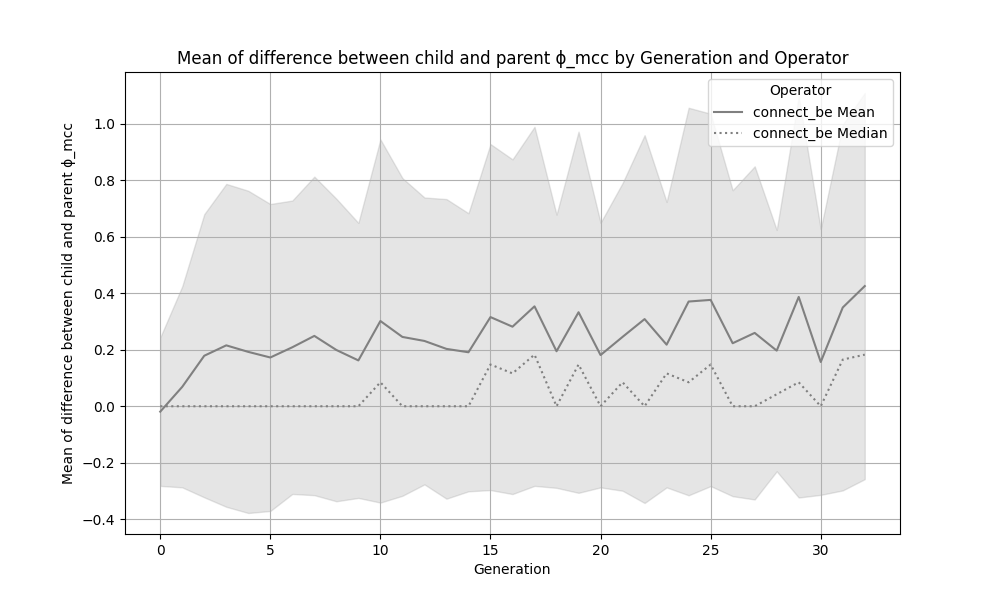 Mean of difference between child and parent ϕ_mcc by Generation and Operator
Mean of difference between child and parent ϕ_mcc
1.0
0.8
0.6
0.4
0.2
0.0
−0.2
−0.4
Operator
connect_be Mean
connect_be Median
0 5 10 15 20 25 30
Generation